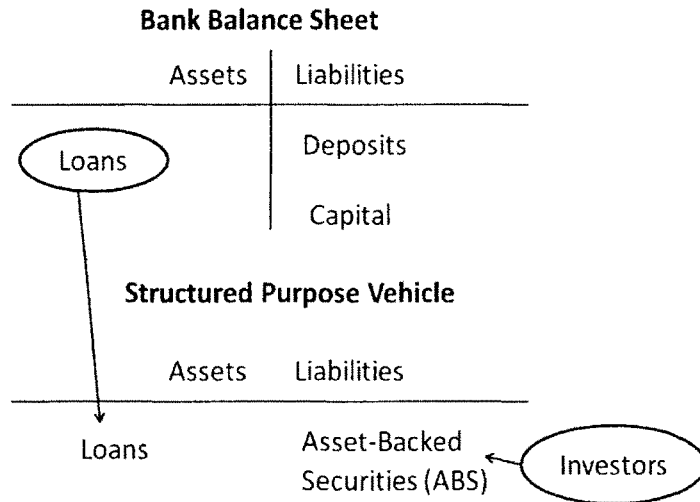 Bank Balance Sheet
Assets Liabilities
Loans
Deposits
Capital
Structured Purpose Vehicle
Assets Liabilities
Loans
Asset-Backed
Securities (ABS)
Investors